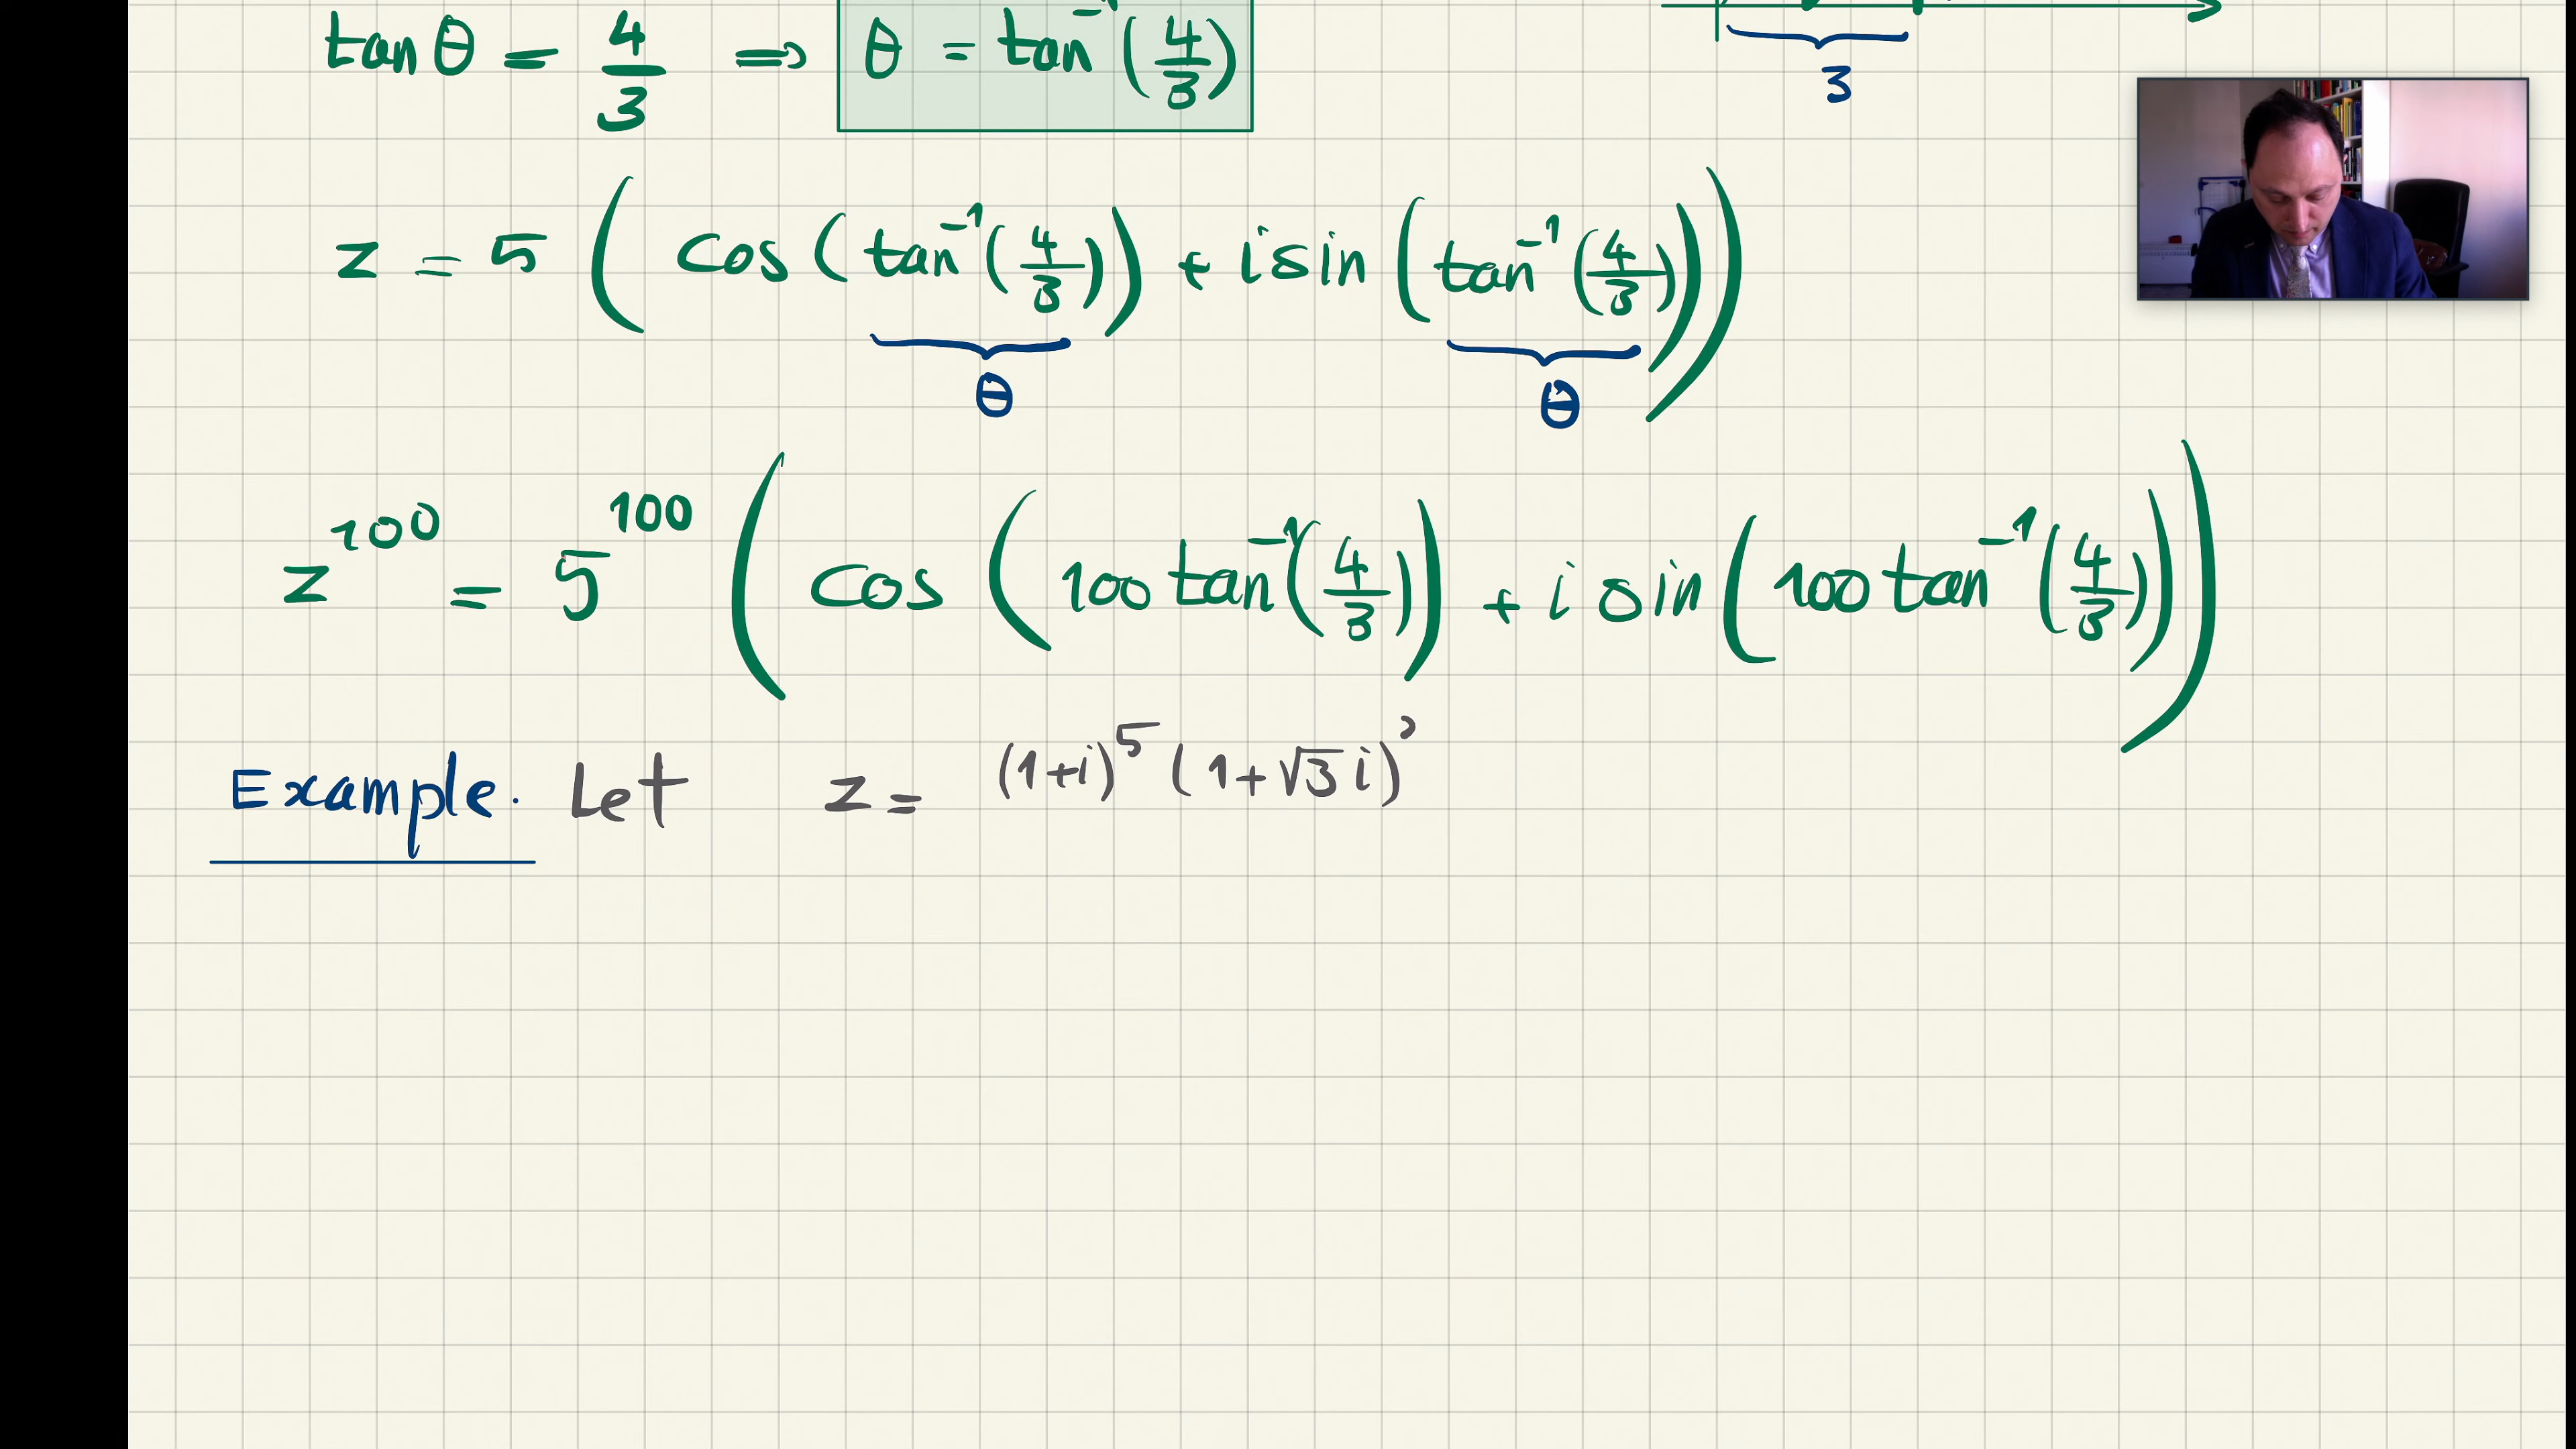 tan θ = 4/3 ⟹ θ = tan⁻¹(4/3)
3
z = 5 ( cos ( tan⁻¹(4/3) ) + i sin ( tan⁻¹(4/3) ) )
θ θ
z¹⁰⁰ = 5¹⁰⁰ ( cos ( 100 tan⁻¹(4/3) ) + i sin ( 100 tan⁻¹(4/3) ) )
Example. Let z = (1+i)⁵ (1+√3 i)